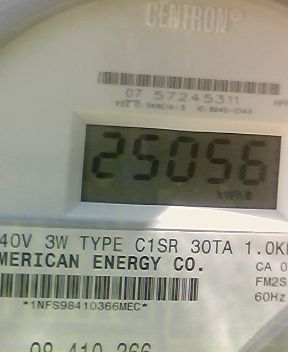 CENTRON®
07 57245311
25056
kWh
40V 3W TYPE C1SR 30TA 1.0K
MERICAN ENERGY CO.
CA 0
FM2S
60Hz
*1NFS98410366MEC*
98 410 366